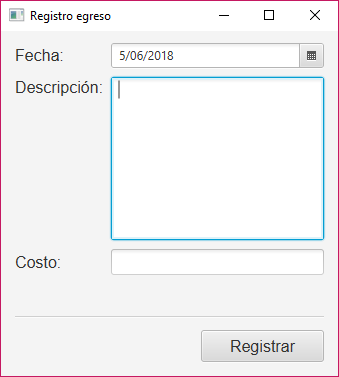 Registro egreso
Fecha:
5/06/2018
Descripción:
Costo:
Registrar